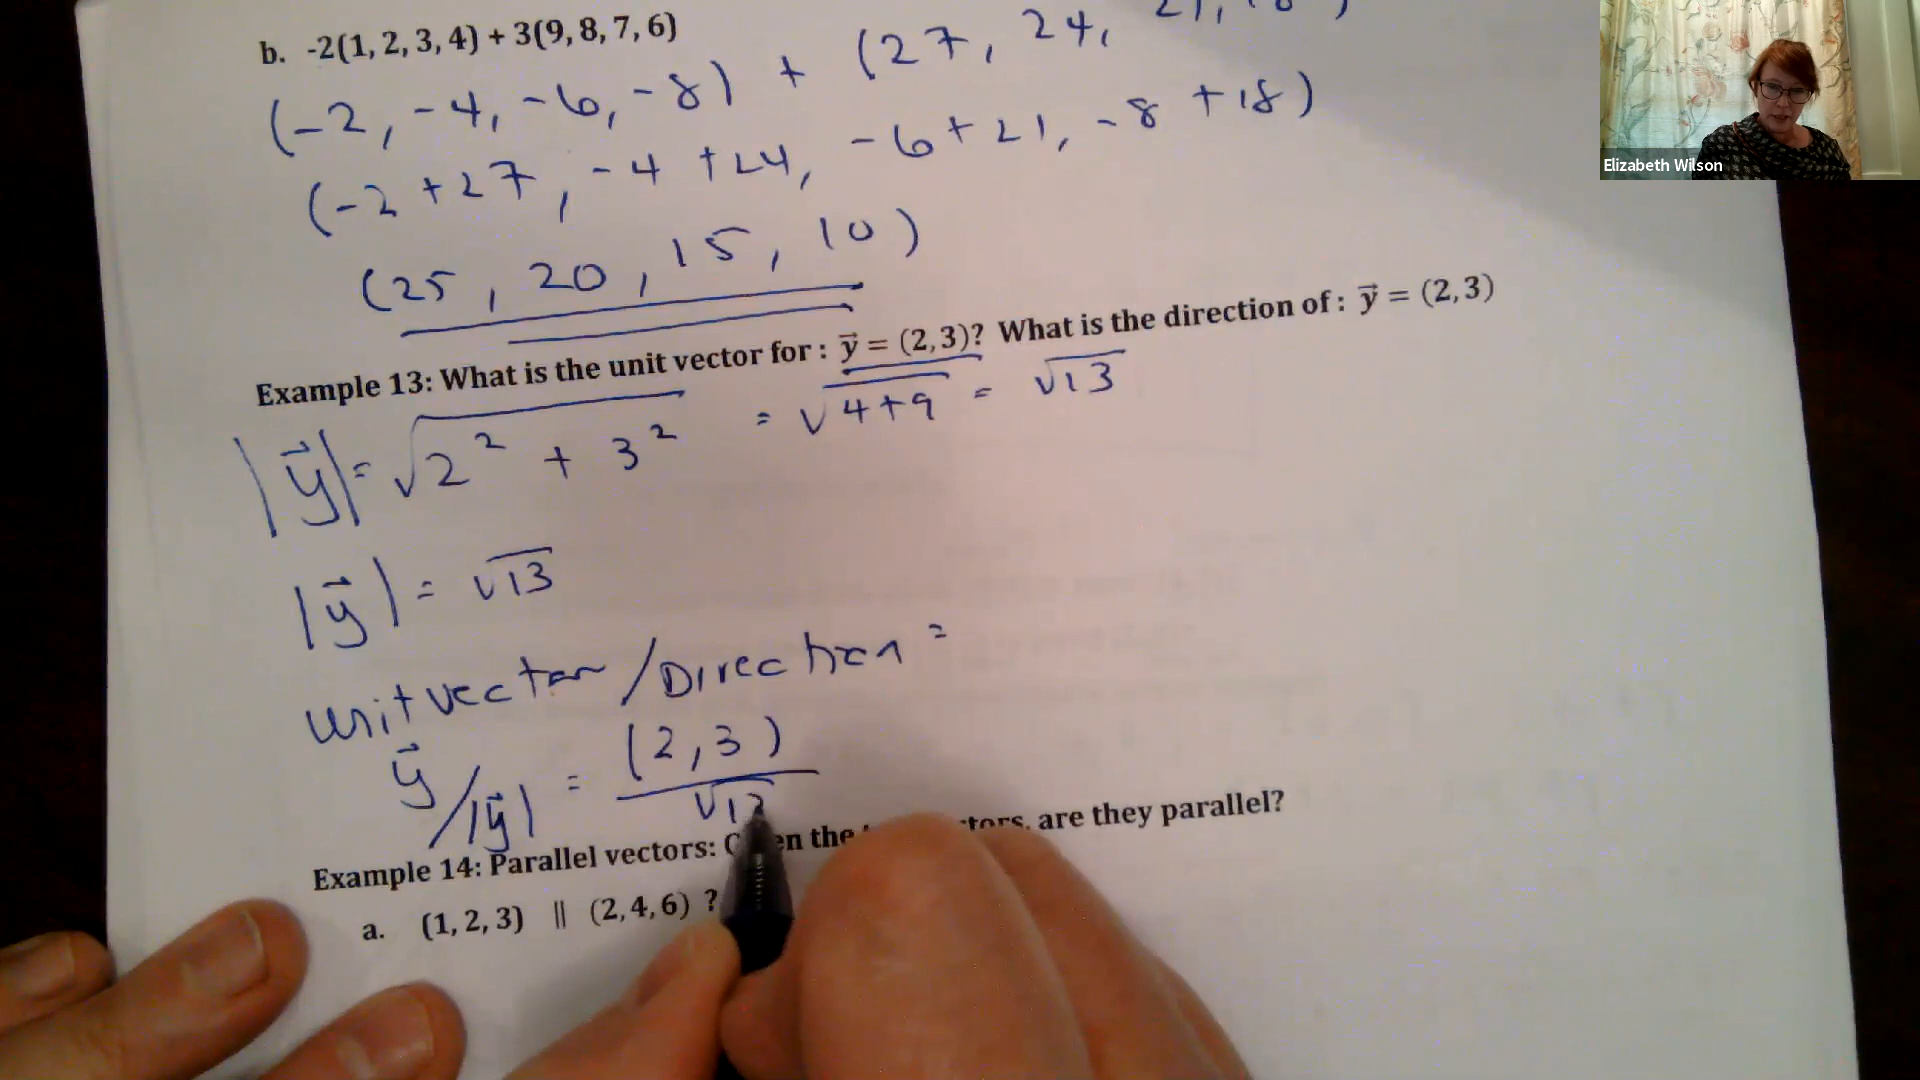 b. -2(1, 2, 3, 4) + 3(9, 8, 7, 6)
(-2, -4, -6, -8) + (27, 24, 21, 18)
(-2+27, -4+24, -6+21, -8+18)
(25, 20, 15, 10)
Elizabeth Wilson
Example 13: What is the unit vector for : y⃗ = (2,3)? What is the direction of : y⃗ = (2,3)
|y⃗| = √2² + 3² = √4+9 = √13
|y⃗| = √13
unit vector / Direction =
y⃗/|y⃗| = (2,3)/√13
Example 14: Parallel vectors: the are they parallel?
a. (1, 2, 3) ∥ (2, 4, 6) ?